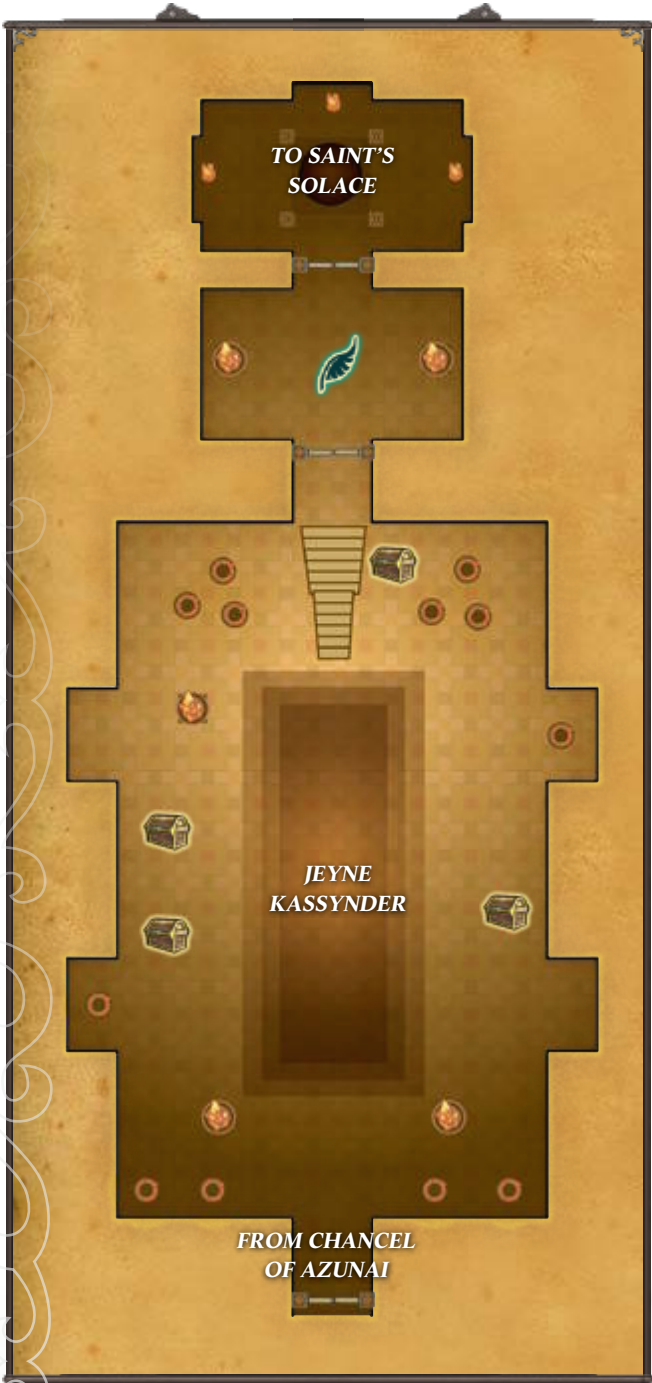 TO SAINT'S
SOLACE
JEYNE
KASSYNDER
FROM CHANCEL
OF AZUNAI